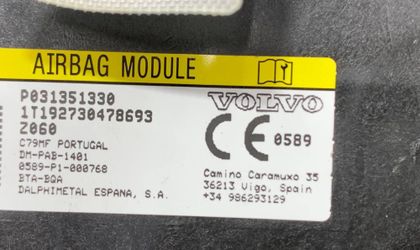 AIRBAG MODULE
P031351330
1T192730478693
Z060
C79MF PORTUGAL
DM-PAB-1401
0589-P1-000768
BTA-BQA
DALPHIMETAL ESPANA, S.A.
VOLVO
CE 0589
Camino Caramuxo 35
36213 Vigo, Spain
+34 986293129